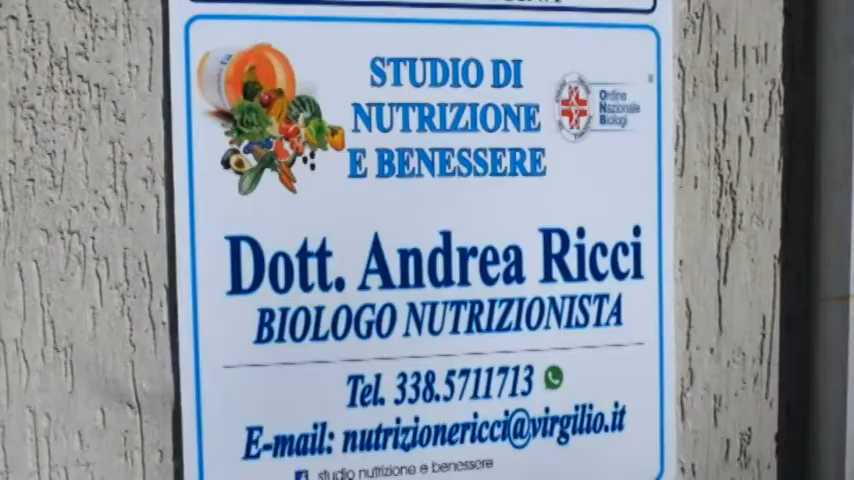 STUDIO DI
NUTRIZIONE
E BENESSERE
Ordine
Nazionale
Biologi
Dott. Andrea Ricci
BIOLOGO NUTRIZIONISTA
Tel. 338.5711713
E-mail: nutrizionericci@virgilio.it
studio nutrizione e benessere